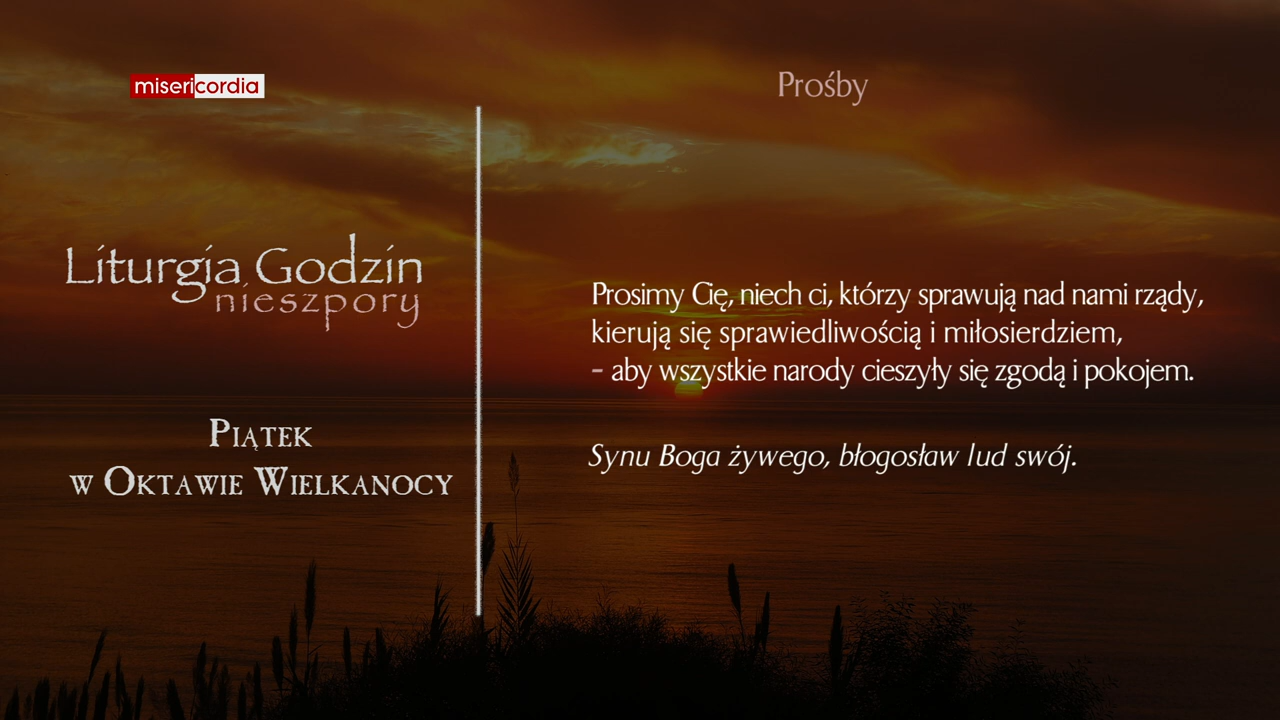 misericordia
Prośby
Liturgia Godzin
nieszpory
Piątek
w Oktawie Wielkanocy
Prosimy Cię, niech ci, którzy sprawują nad nami rządy,
kierują się sprawiedliwością i miłosierdziem,
- aby wszystkie narody cieszyły się zgodą i pokojem.
Synu Boga żywego, błogosław lud swój.